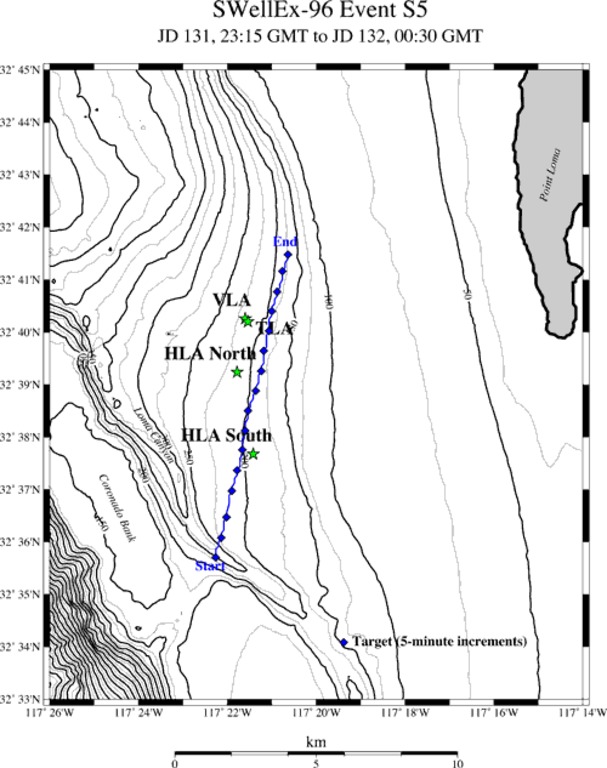 SWellEx-96 Event S5
JD 131, 23:15 GMT to JD 132, 00:30 GMT
32˚ 45'N
32˚ 44'N
32˚ 43'N
32˚ 42'N
32˚ 41'N
32˚ 40'N
32˚ 39'N
32˚ 38'N
32˚ 37'N
32˚ 36'N
32˚ 35'N
32˚ 34'N
32˚ 33'N
Point Loma
End
VLA
TLA
100
50
HLA North
HLA South
Loma Canyon
250
200
Coronado Bank
150
Start
Target (5-minute increments)
117˚ 26'W 117˚ 24'W 117˚ 22'W 117˚ 20'W 117˚ 18'W 117˚ 16'W 117˚ 14'W
km
0 5 10